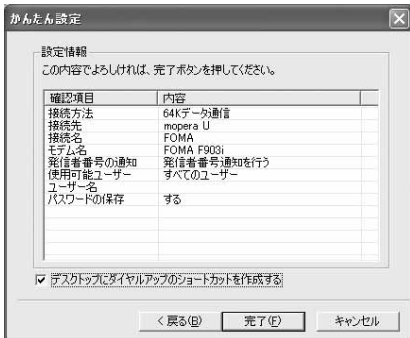 かんたん設定
設定情報
この内容でよろしければ、完了ボタンを押してください。
確認項目 内容
接続方法 64Kデータ通信
接続先 mopera U
接続名 FOMA
モデム名 FOMA F903i
発信者番号の通知 発信者番号通知を行う
使用可能ユーザー すべてのユーザー
ユーザー名
パスワードの保存 する
デスクトップにダイヤルアップのショートカットを作成する
< 戻る(B) 完了(F) キャンセル